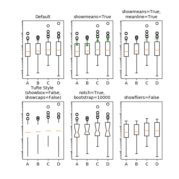 Default
showmeans=True
showmeans=True,
meanline=True
A B C D
A B C D
A B C D
Tufte Style
(showbox=False,
showcaps=False)
notch=True,
bootstrap=10000
showfliers=False
A B C D
A B C D
A B C D